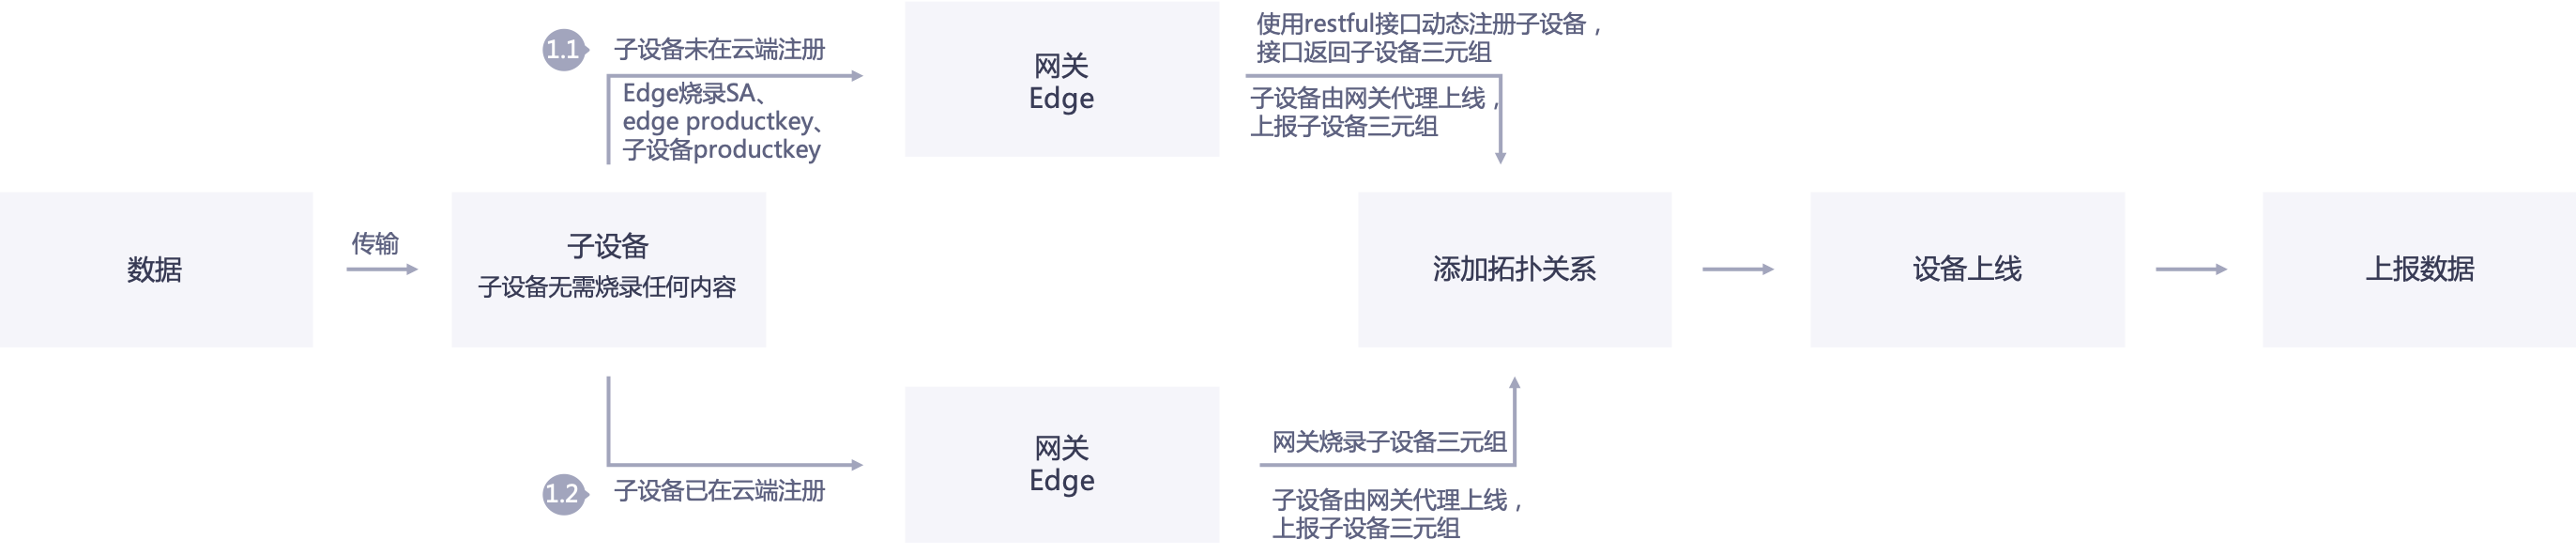 数据
传输
子设备
子设备无需烧录任何内容
1.1
子设备未在云端注册
Edge烧录SA、
edge productkey、
子设备productkey
网关
Edge
使用restful接口动态注册子设备，
接口返回子设备三元组
子设备由网关代理上线，
上报子设备三元组
1.2
子设备已在云端注册
网关
Edge
网关烧录子设备三元组
子设备由网关代理上线，
上报子设备三元组
添加拓扑关系
设备上线
上报数据